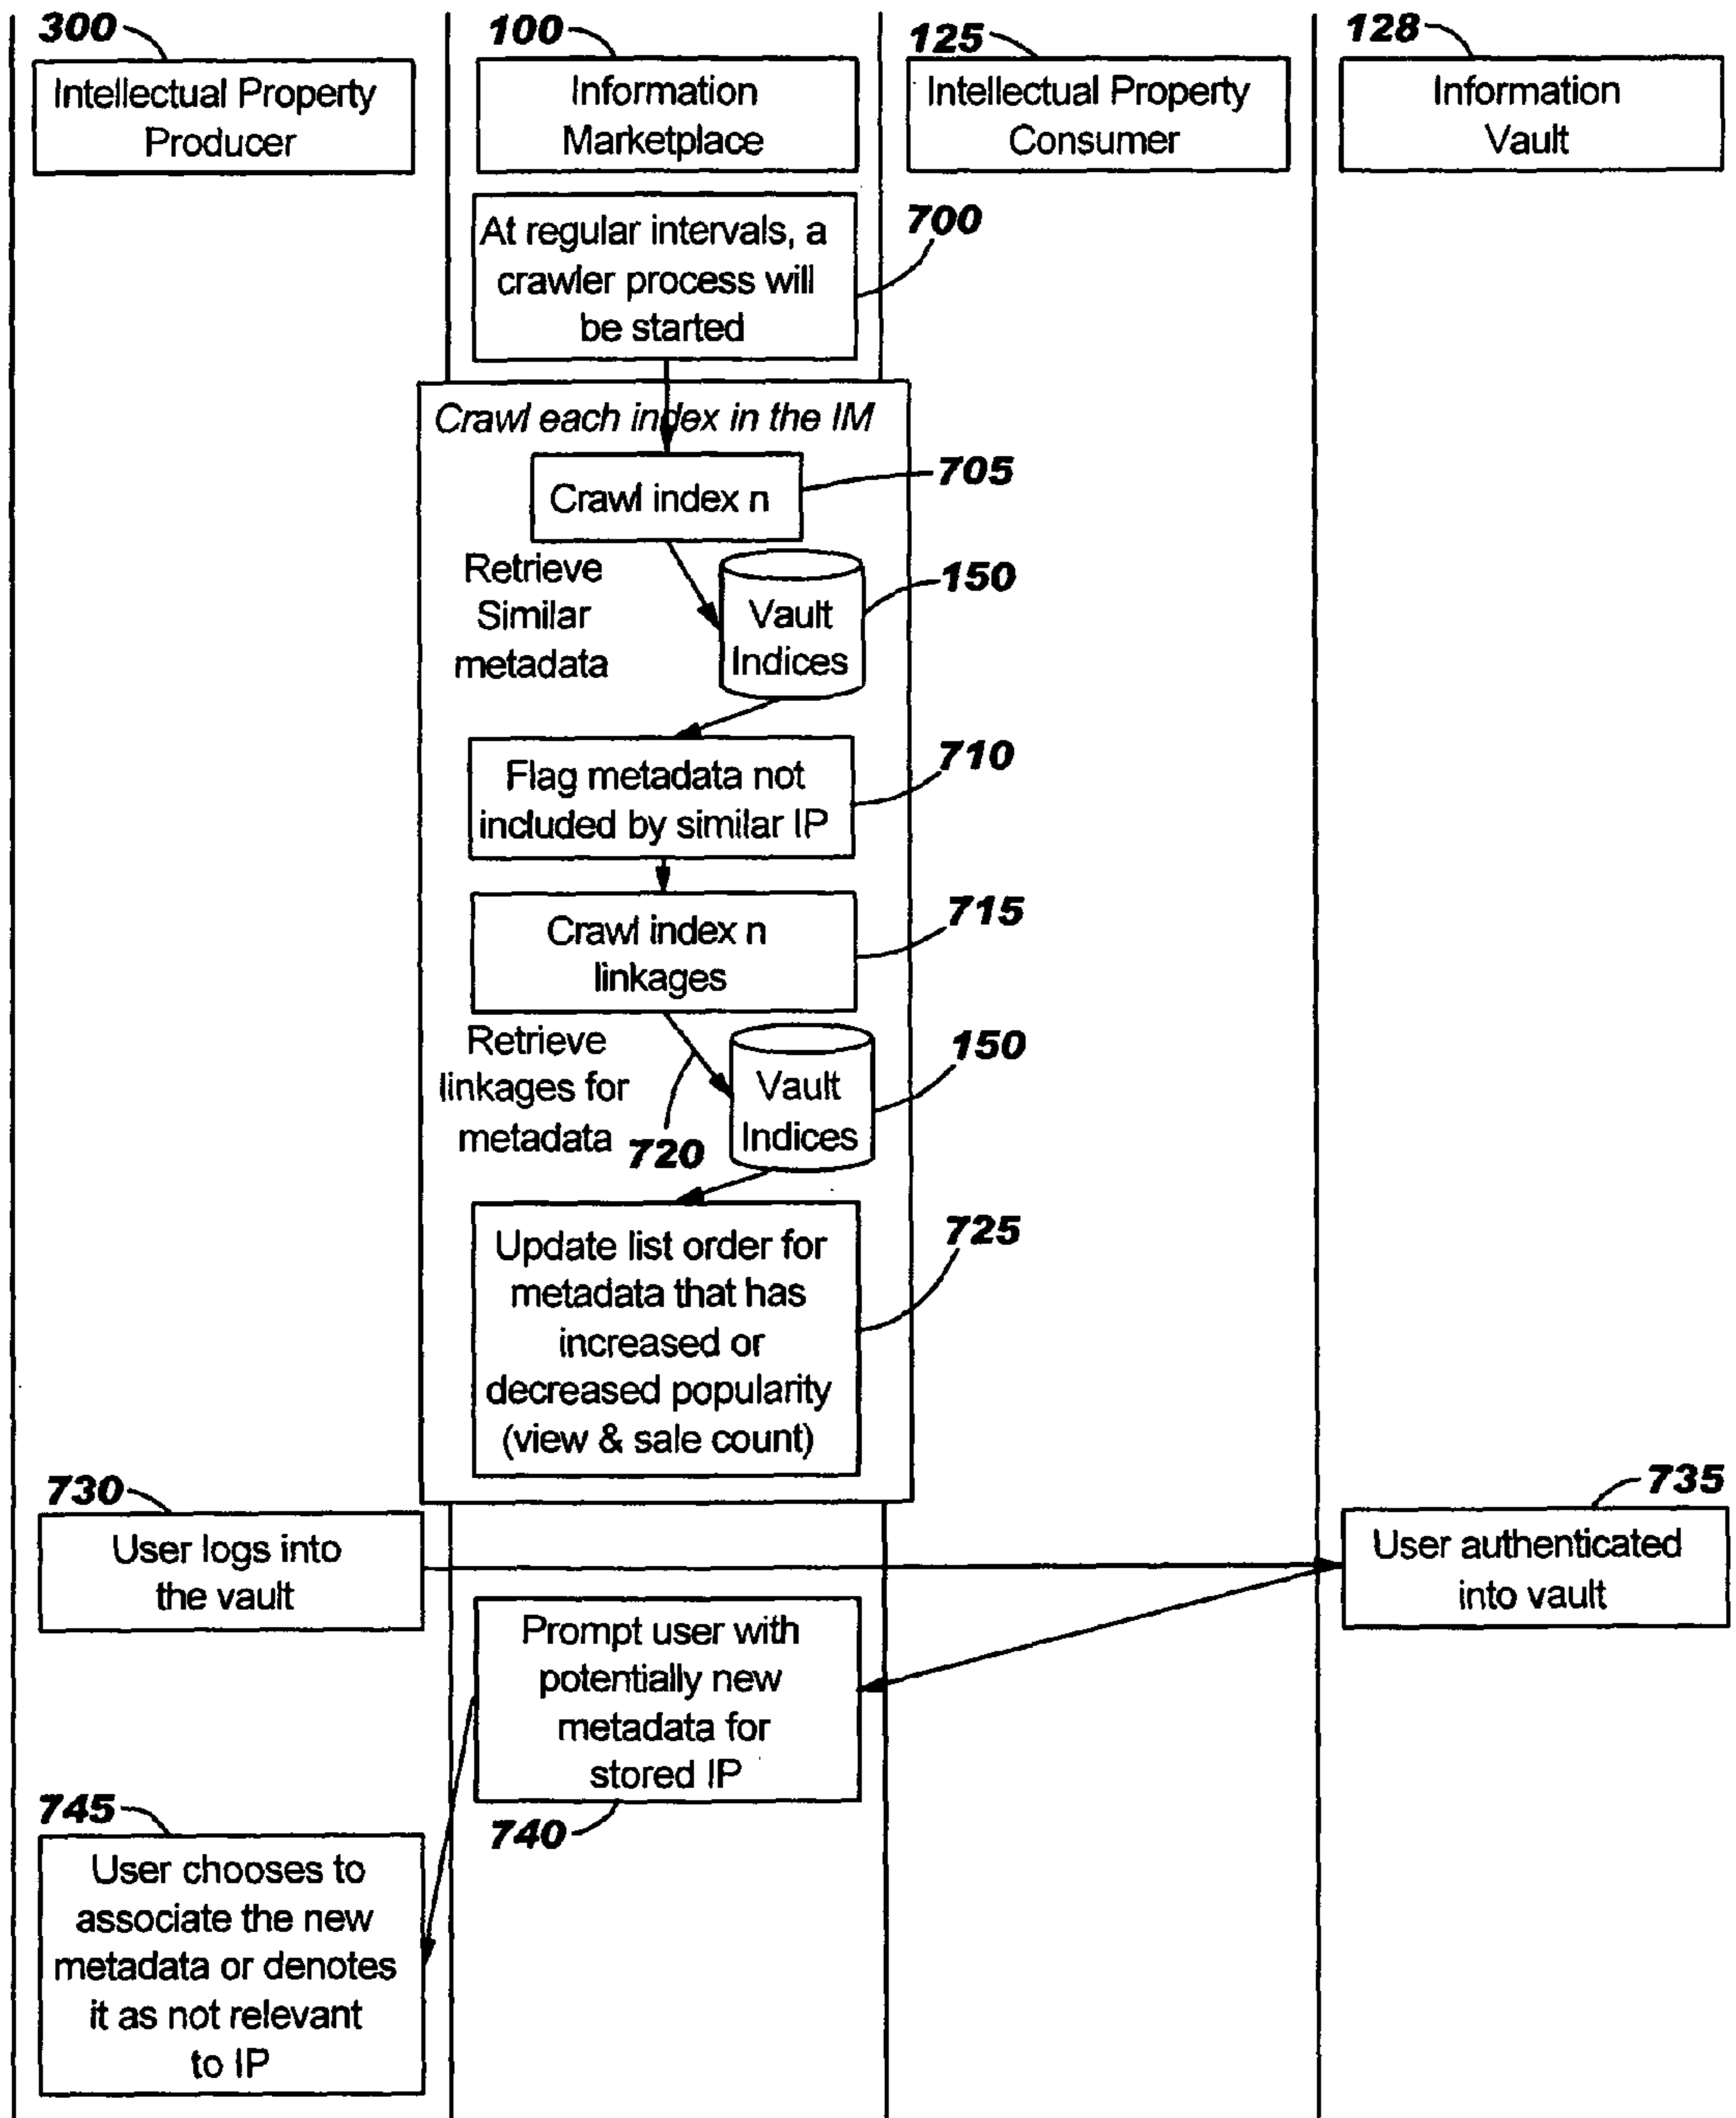 300
100
125
128
Intellectual Property
Producer
Information
Marketplace
Intellectual Property
Consumer
Information
Vault
At regular intervals, a
crawler process will
be started
700
Crawl each index in the IM
Crawl index n
705
Retrieve
Similar
metadata
Vault
Indices
150
Flag metadata not
included by similar IP
710
Crawl index n
linkages
715
Retrieve
linkages for
metadata
720
Vault
Indices
150
Update list order for
metadata that has
increased or
decreased popularity
(view & sale count)
725
730
User logs into
the vault
735
User authenticated
into vault
Prompt user with
potentially new
metadata for
stored IP
740
745
User chooses to
associate the new
metadata or denotes
it as not relevant
to IP